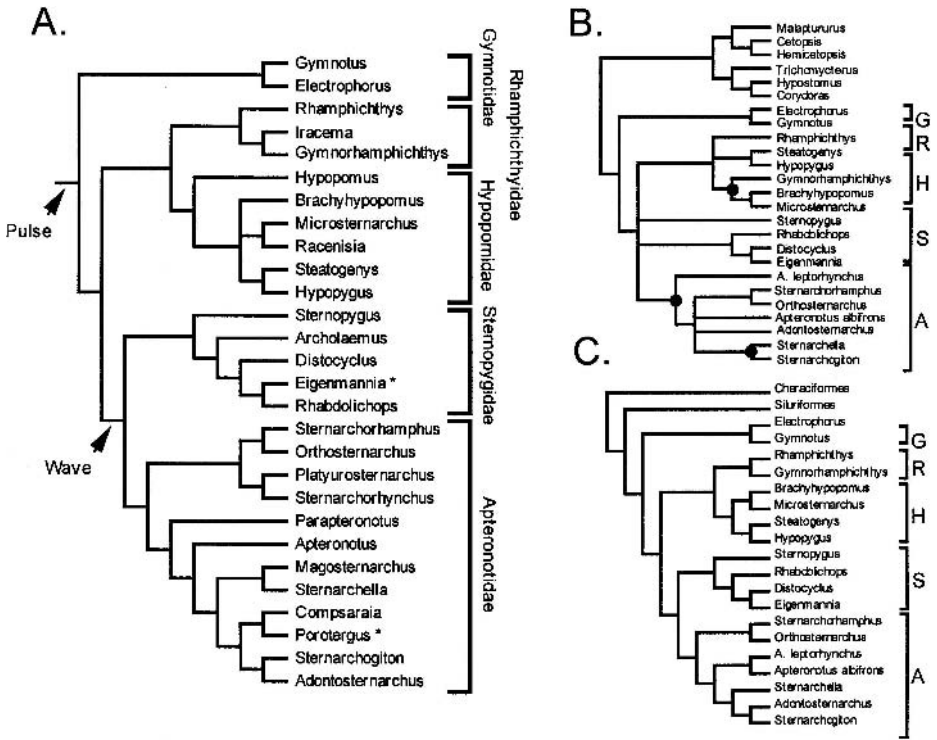 A.
Gymnotus
Electrophorus
Rhamphichthys
Iracema
Gymnorhamphichthys
Hypopomus
Brachyhypopomus
Microsternarchus
Racenisia
Steatogenys
Hypopygus
Sternopygus
Archolaemus
Distocyclus
Eigenmannia *
Rhabdolichops
Sternarchorhamphus
Orthosternarchus
Platyurosternarchus
Sternarchorhynchus
Parapteronotus
Apteronotus
Magosternarchus
Sternarchella
Compsaraia
Porotergus *
Sternarchogiton
Adontosternarchus
Pulse
Wave
Gymnotidae
Rhamphichthyidae
Hypopomidae
Sternopygidae
Apteronotidae
B.
Malaptururus
Cetopsis
Hemicetopsis
Trichomycterus
Hypostomus
Corydoras
Electrophorus
Gymnotus
Rhamphichthys
Steatogenys
Hypopygus
Gymnorhamphichthys
Brachyhypopomus
Microsternarchus
Sternopygus
Rhabdolichops
Distocyclus
Eigenmannia
A. leptorhynchus
Sternarchorhamphus
Orthosternarchus
Apteronotus albifrons
Adontosternarchus
Sternarchella
Sternarchogiton
G
R
H
S
A
C.
Characiformes
Siluriformes
Electrophorus
Gymnotus
Rhamphichthys
Gymnorhamphichthys
Brachyhypopomus
Microsternarchus
Steatogenys
Hypopygus
Sternopygus
Rhabdolichops
Distocyclus
Eigenmannia
Sternarchorhamphus
Orthosternarchus
A. leptorhynchus
Apteronotus albifrons
Sternarchella
Adontosternarchus
Sternarchogiton
G
R
H
S
A